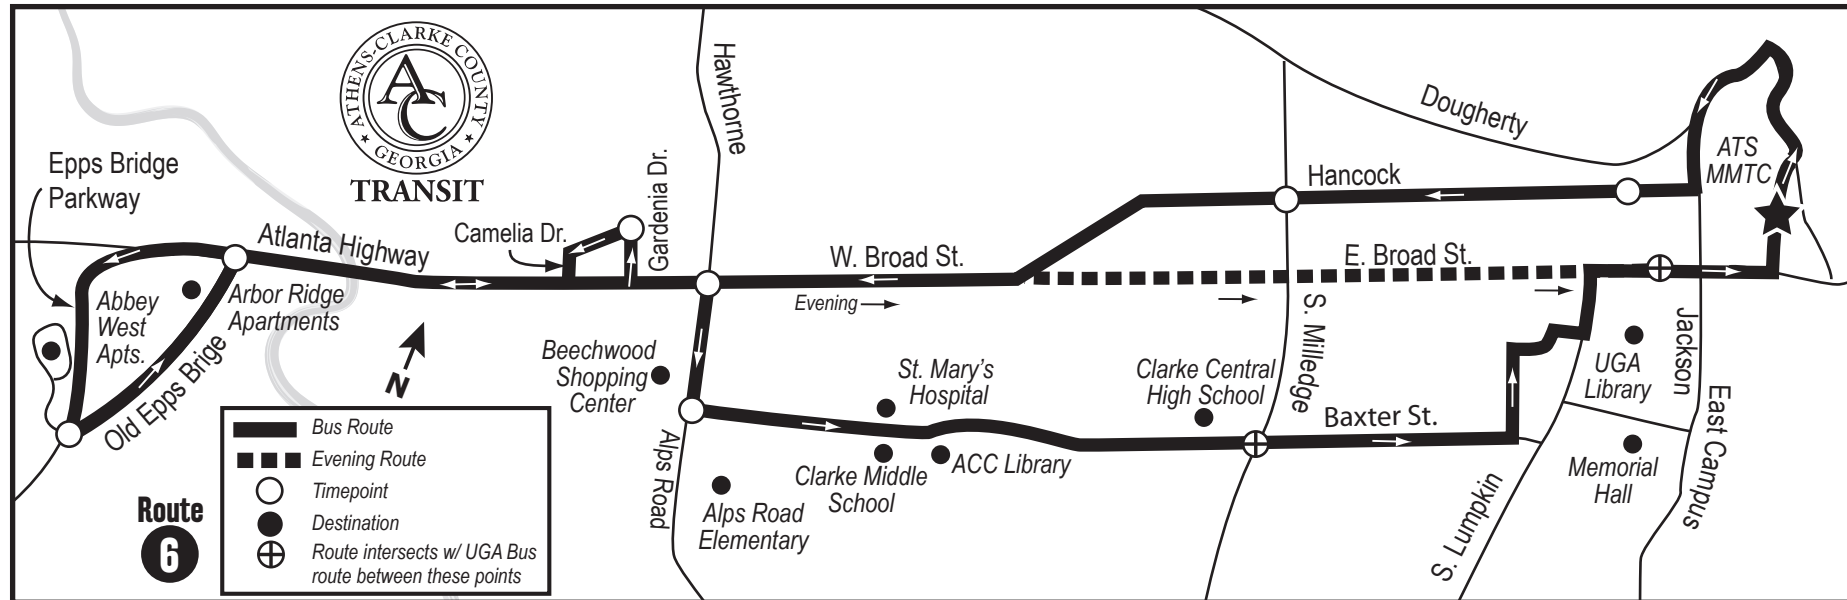 ATHENS-CLARKE COUNTY
GEORGIA
AC
TRANSIT
Hawthorne
Dougherty
ATS
MMTC
Epps Bridge
Parkway
Hancock
Camelia Dr.
Gardenia Dr.
Atlanta Highway
W. Broad St.
E. Broad St.
Evening
Abbey
West
Apts.
Arbor Ridge
Apartments
Old Epps Brige
N
Beechwood
Shopping
Center
St. Mary's
Hospital
Clarke Central
High School
S. Milledge
UGA
Library
Jackson
East Campus
Baxter St.
Alps Road
Clarke Middle
School
ACC Library
Alps Road
Elementary
S. Lumpkin
Memorial
Hall
Route
6
Bus Route
Evening Route
Timepoint
Destination
Route intersects w/ UGA Bus
route between these points